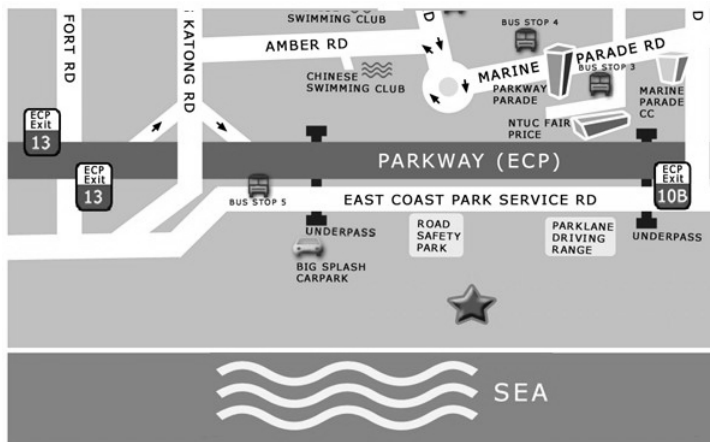 SWIMMING CLUB
D
BUS STOP 4
D
FORT RD
KATONG RD
AMBER RD
MARINE PARADE RD
BUS STOP 3
CHINESE
SWIMMING CLUB
PARKWAY
PARADE
MARINE
PARADE
CC
NTUC FAIR
PRICE
ECP
Exit
13
PARKWAY (ECP)
ECP
Exit
13
ECP
Exit
10B
BUS STOP 5
EAST COAST PARK SERVICE RD
UNDERPASS
ROAD
SAFETY
PARK
PARKLANE
DRIVING
RANGE
UNDERPASS
BIG SPLASH
CARPARK
SEA